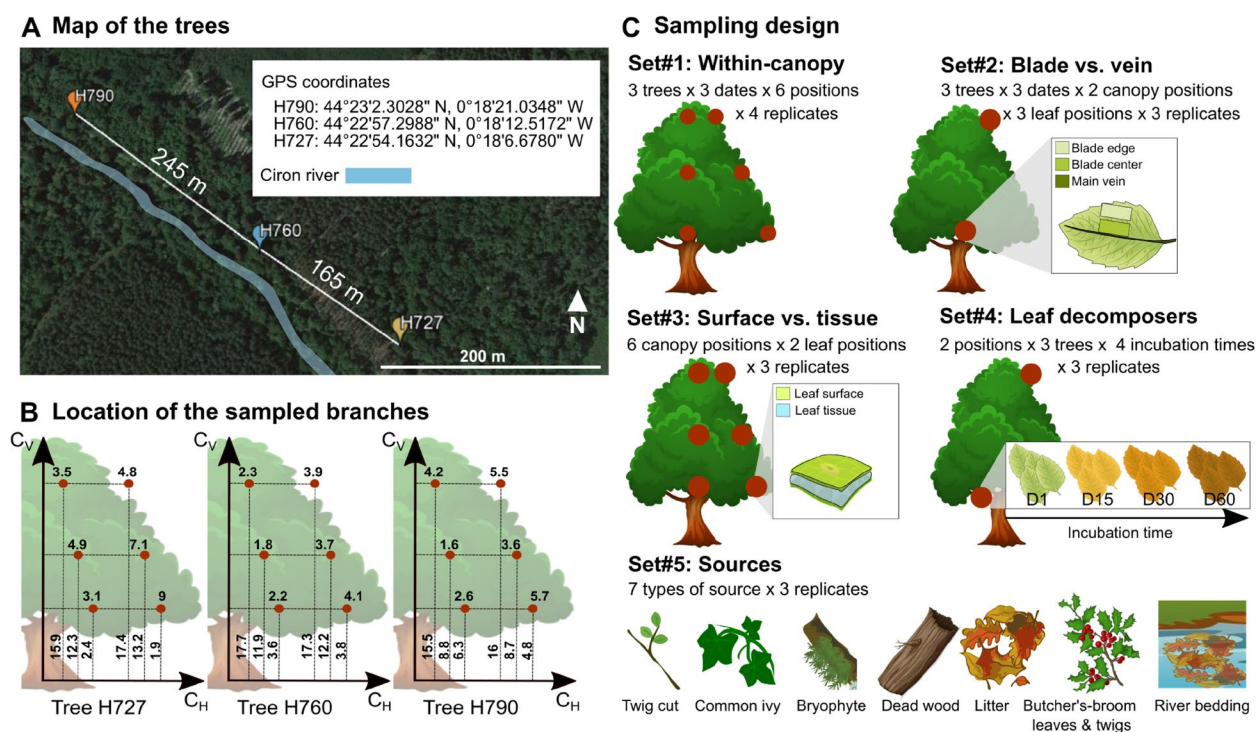 A Map of the trees
H790
245 m
H760
165 m
H727
GPS coordinates
H790: 44°23'2.3028" N, 0°18'21.0348" W
H760: 44°22'57.2988" N, 0°18'12.5172" W
H727: 44°22'54.1632" N, 0°18'6.6780" W
Ciron river
N
200 m
B Location of the sampled branches
CV
3.5 4.8
4.9 7.1
3.1 9
15.9 12.3 2.4 17.4 13.2 1.9
CH
Tree H727
CV
2.3 3.9
1.8 3.7
2.2 4.1
17.7 11.9 3.6 17.3 12.2 3.8
CH
Tree H760
CV
4.2 5.5
1.6 3.6
2.6 5.7
15.5 8.8 6.3 16 8.7 4.8
CH
Tree H790
C Sampling design
Set#1: Within-canopy
3 trees x 3 dates x 6 positions
x 4 replicates
Set#2: Blade vs. vein
3 trees x 3 dates x 2 canopy positions
x 3 leaf positions x 3 replicates
Blade edge
Blade center
Main vein
Set#3: Surface vs. tissue
6 canopy positions x 2 leaf positions
x 3 replicates
Leaf surface
Leaf tissue
Set#4: Leaf decomposers
2 positions x 3 trees x 4 incubation times
x 3 replicates
D1 D15 D30 D60
Incubation time
Set#5: Sources
7 types of source x 3 replicates
Twig cut
Common ivy
Bryophyte
Dead wood
Litter
Butcher's-broom
leaves & twigs
River bedding